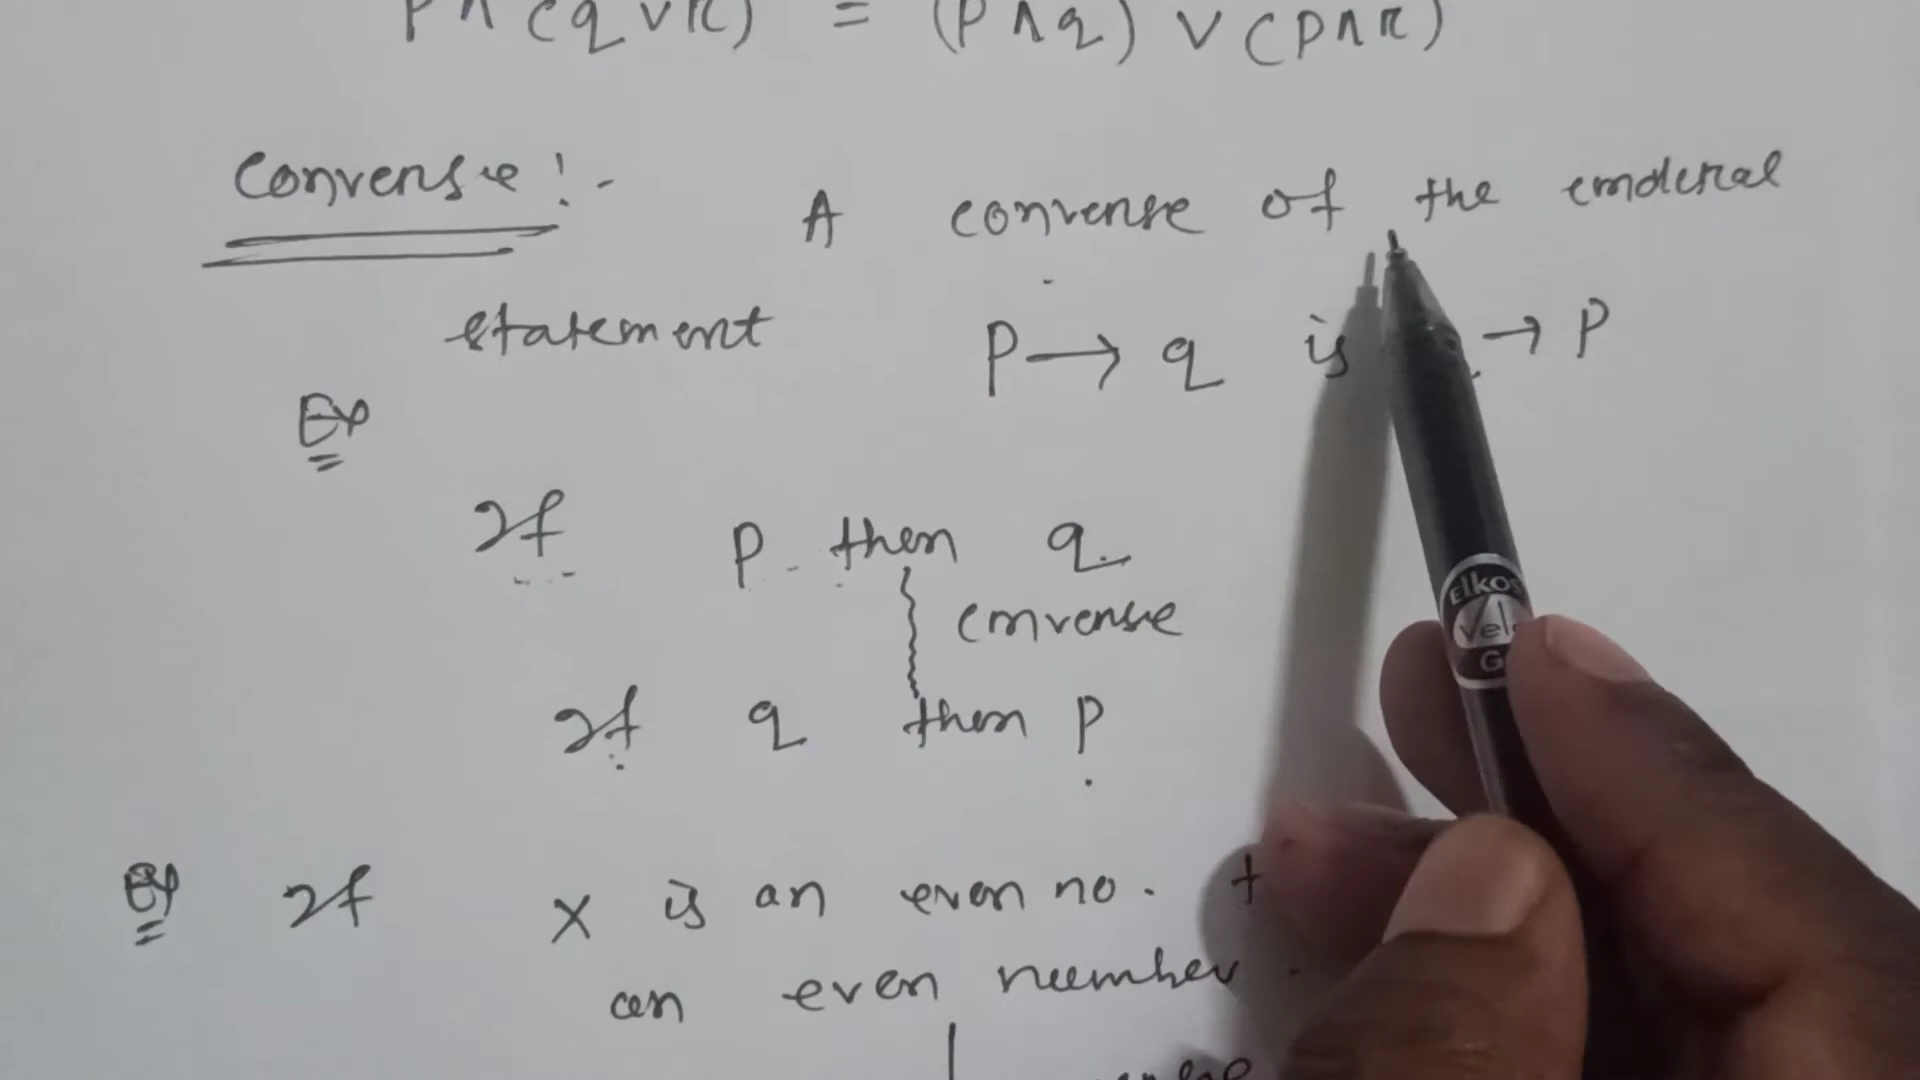 P ∧ (q ∨ r) = (P ∧ q) ∨ (P ∧ r)
Converse :- A converse of the
statement P → q is → P
Ex
If P then q
converse
If q then P
Ex If x is an even no. t
an even number.